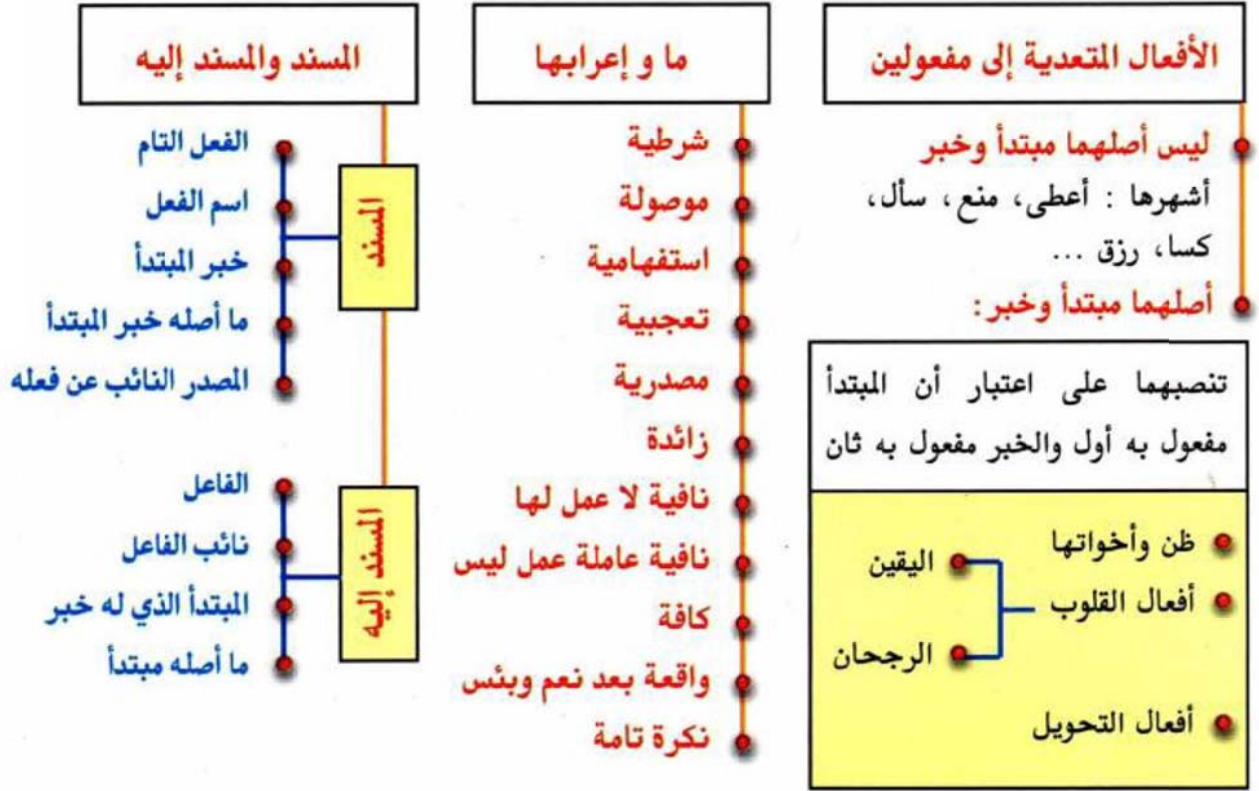 الأفعال المتعدية إلى مفعولين
ليس أصلهما مبتدأ وخبر
أشهرها : أعطى، منع، سأل،
كسا، رزق ...
أصلهما مبتدأ وخبر:
تنصبهما على اعتبار أن المبتدأ
مفعول به أول والخبر مفعول به ثان
ظن وأخواتها
أفعال القلوب
اليقين
الرجحان
أفعال التحويل
ما و إعرابها
شرطية
موصولة
استفهامية
تعجبية
مصدرية
زائدة
نافية لا عمل لها
نافية عاملة عمل ليس
كافة
واقعة بعد نعم وبئس
نكرة تامة
المسند والمسند إليه
المسند
الفعل التام
اسم الفعل
خبر المبتدأ
ما أصله خبر المبتدأ
المصدر النائب عن فعله
المسند إليه
الفاعل
نائب الفاعل
المبتدأ الذي له خبر
ما أصله مبتدأ